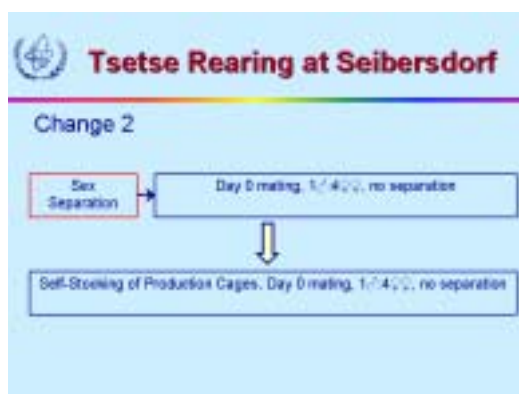 Tsetse Rearing at Seibersdorf
Change 2
Sex
Separation
Day 0 mating, no separation
Self-Stocking of Production Cages. Day 0 mating, no separation